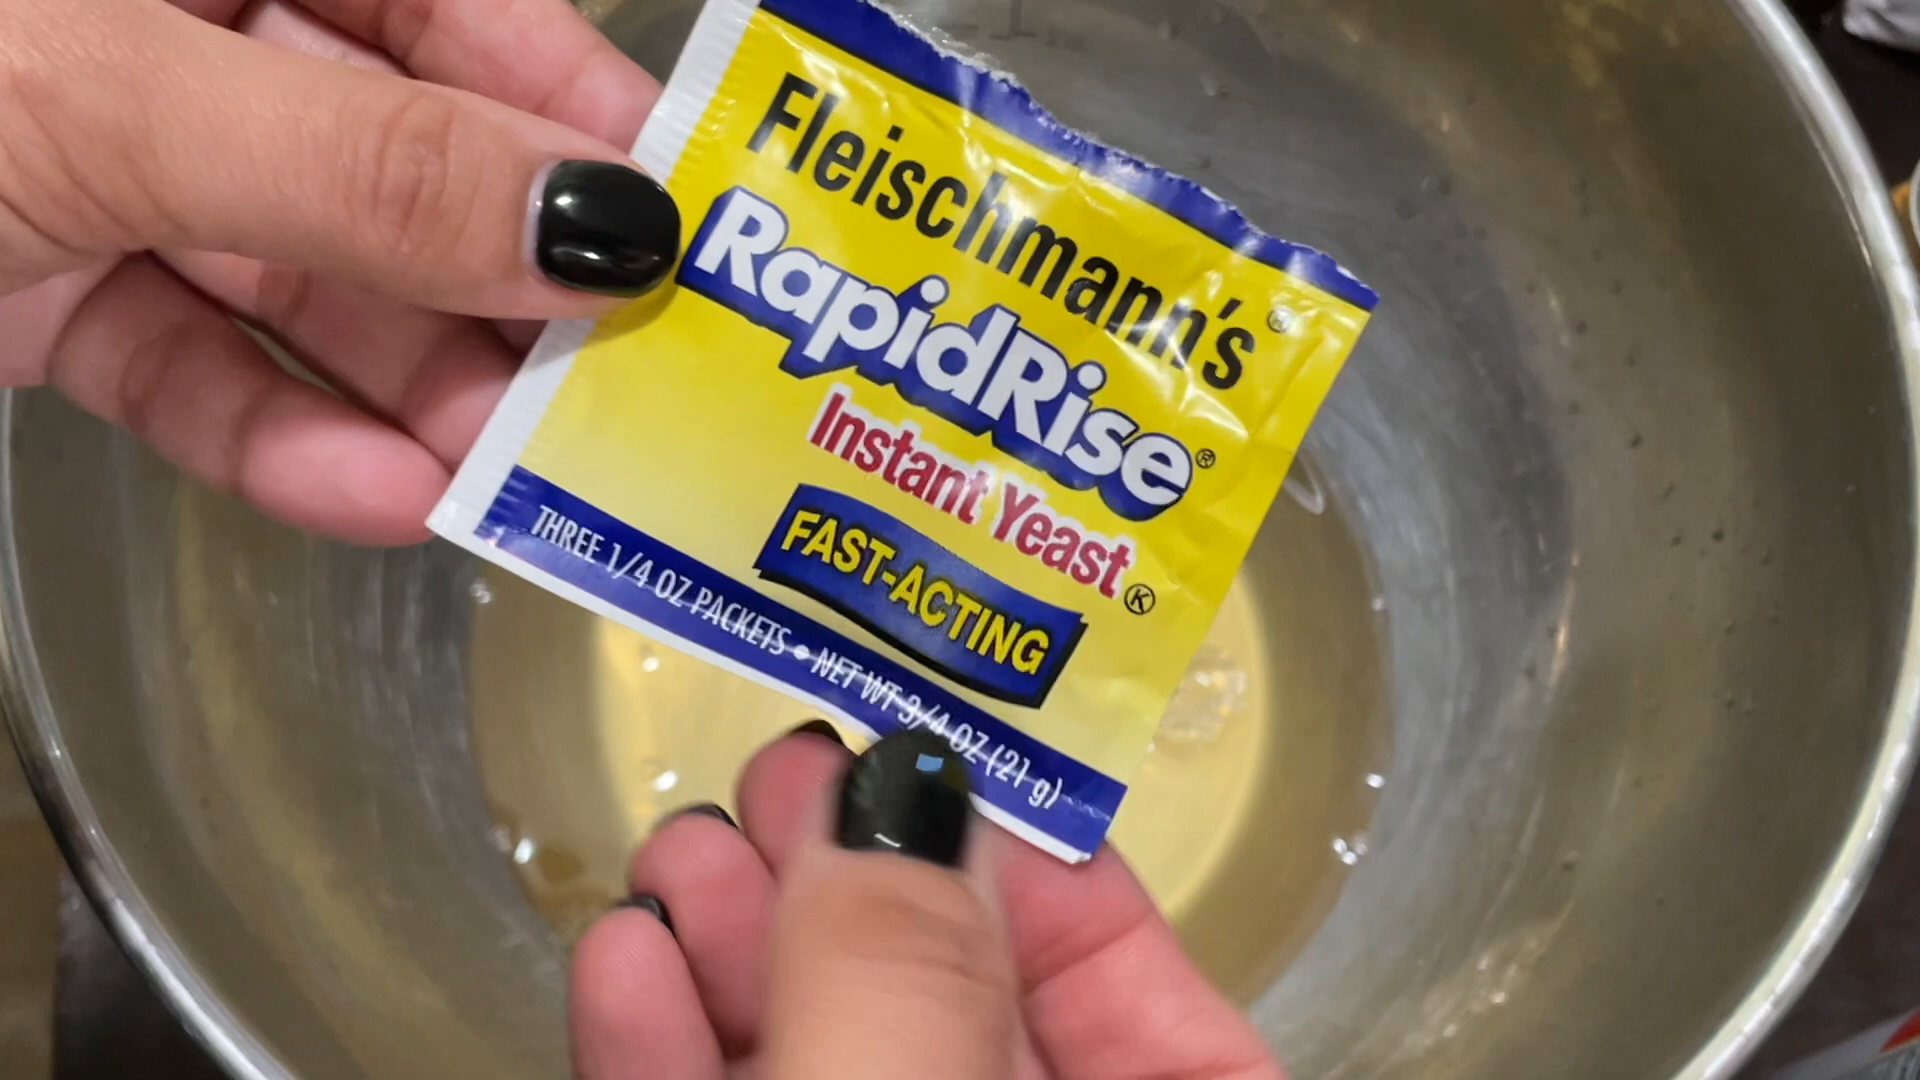 Fleischmann's®
RapidRise®
Instant Yeast Ⓚ
FAST-ACTING
THREE 1/4 OZ PACKETS • NET WT 3/4 OZ (21 g)